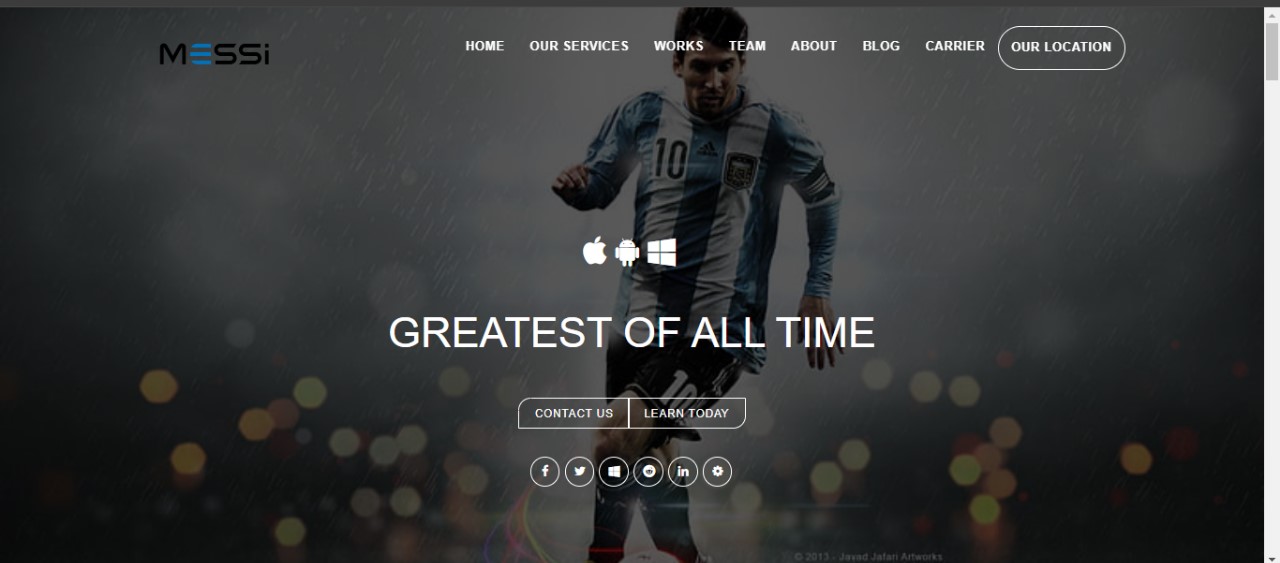 MESSi
HOME OUR SERVICES WORKS TEAM ABOUT BLOG CARRIER OUR LOCATION
10
GREATEST OF ALL TIME
10
CONTACT US LEARN TODAY
© 2013 - Javad Jafari Artworks